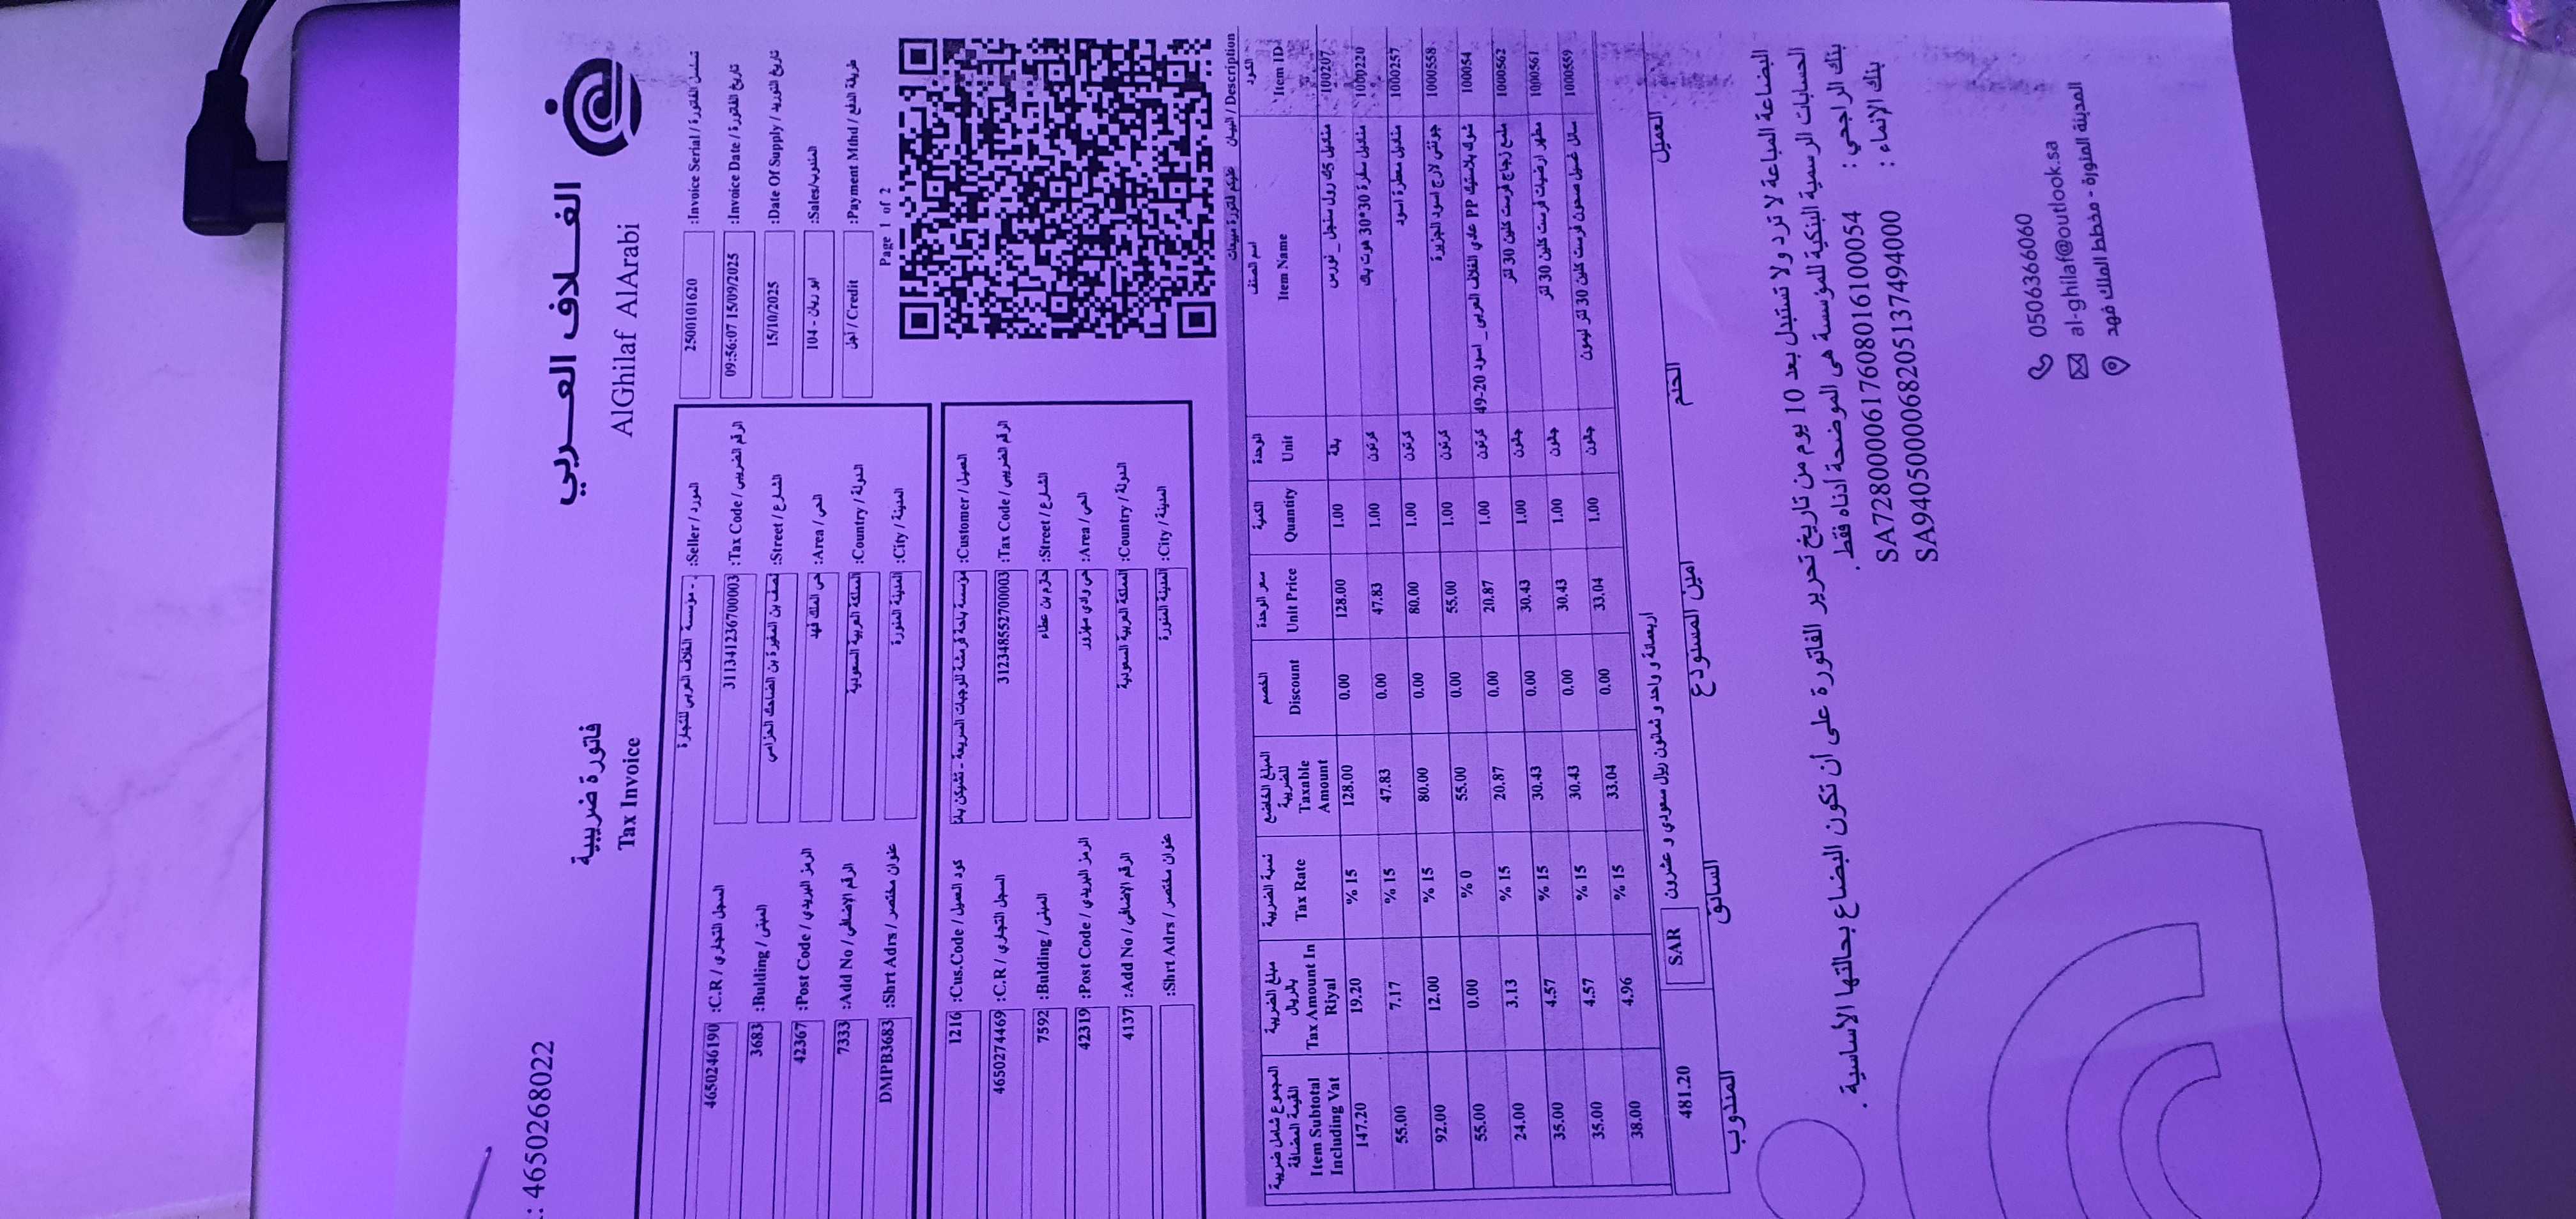 : 4650268022
الغلاف العربي
AlGhilaf AlArabi
فاتورة ضريبية
Tax Invoice
تسلسل الفاتورة / Invoice Serial: 2500101620
تاريخ الفاتورة / Invoice Date: 09:56:07 15/09/2025
تاريخ التوريد / Date Of Supply: 15/10/2025
المندوب/Sales: ابو ريان - 104
طريقة الدفع / Payment Mthd: أجل / Credit
Page 1 of 2
المورد / Seller: . - مؤسسة الغلاف العربي للتجارة
الرقم الضريبي / Tax Code: 311341236700003 السجل التجاري / C.R: 4650246190
الشارع / Street: نصف بن المغيرة بن الضاحك الحزامي المبنى / Bulding: 3683
الحي / Area: حي الملك فهد الرمز البريدي / Post Code: 42367
الدولة / Country: المملكة العربية السعودية الرقم الإضافي / Add No: 7333
المدينة / City: المدينة المنورة عنوان مختصر / Shrt Adrs: DMPB3683
العميل / Customer: مؤسسة باحة قرمشة للوجبات السريعة - تشيكن كود العميل / Cus.Code: 1216
الرقم الضريبي / Tax Code: 312348552700003 السجل التجاري / C.R: 4650274469
الشارع / Street: حازم بن عطاء المبنى / Bulding: 7592
الحي / Area: حي وادي مهزور الرمز البريدي / Post Code: 42319
الدولة / Country: المملكة العربية السعودية الرقم الإضافي / Add No: 4137
المدينة / City: المدينة المنورة عنوان مختصر / Shrt Adrs:
Description / البيان عليكم فاتورة مبيعات
الكود اسم الصنف الوحدة الكمية سعر الوحدة الخصم المبلغ الخاضع للضريبة نسبة الضريبة مبلغ الضريبة بالريال المجموع شامل ضريبة القيمة المضافة
Item ID Item Name Unit Quantity Unit Price Discount Taxable Amount Tax Rate Tax Amount In Riyal Item Subtotal Including Vat
100207 مناديل 5ك رول سنجل _ نورس بالة 1.00 128.00 0.00 128.00 % 15 19.20 147.20
1000220 مناديل سفرة 30*30 هوت باك كرتون 1.00 47.83 0.00 47.83 % 15 7.17 55.00
1000257 مناديل معطرة اسود كرتون 1.00 80.00 0.00 80.00 % 15 12.00 92.00
1000558 جونتي لارج اسود الجزيرة كرتون 1.00 55.00 0.00 55.00 % 0 0.00 55.00
100054 شوك بلاستيك PP عادي الغلاف العربي _ اسود 20-49 كرتون 1.00 20.87 0.00 20.87 % 15 3.13 24.00
1000562 ملمع زجاج فرست كلين 30 لتر جالون 1.00 30.43 0.00 30.43 % 15 4.57 35.00
1000561 مطهر ارضيات فرست كلين 30 لتر جالون 1.00 30.43 0.00 30.43 % 15 4.57 35.00
1000559 سائل غسيل صحون فرست كلين 30 لتر ليمون جالون 1.00 33.04 0.00 33.04 % 15 4.96 38.00
أربعمائة و واحد و ثمانون ريال سعودي و عشرون SAR 481.20
العميل الختم امين المستودع السائق المندوب
البضاعة المباعة لا ترد ولا تستبدل بعد 10 يوم من تاريخ تحرير الفاتورة على أن تكون البضاع بحالتها الأساسية .
الحسابات الرسمية البنكية للمؤسسة هى الموضحة أدناه فقط .
بنك الراجحي : SA7280000617608016100054
بنك الإنماء : SA9405000068205137494000
0506366060
al-ghilaf@outlook.sa
المدينة المنورة - مخطط الملك فهد